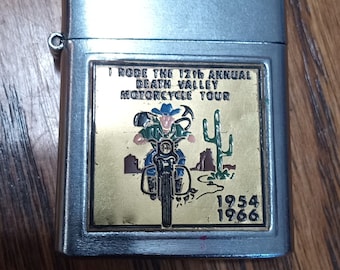 I RODE THE 12th ANNUAL
DEATH VALLEY
MOTORCYCLE TOUR
1954
1966